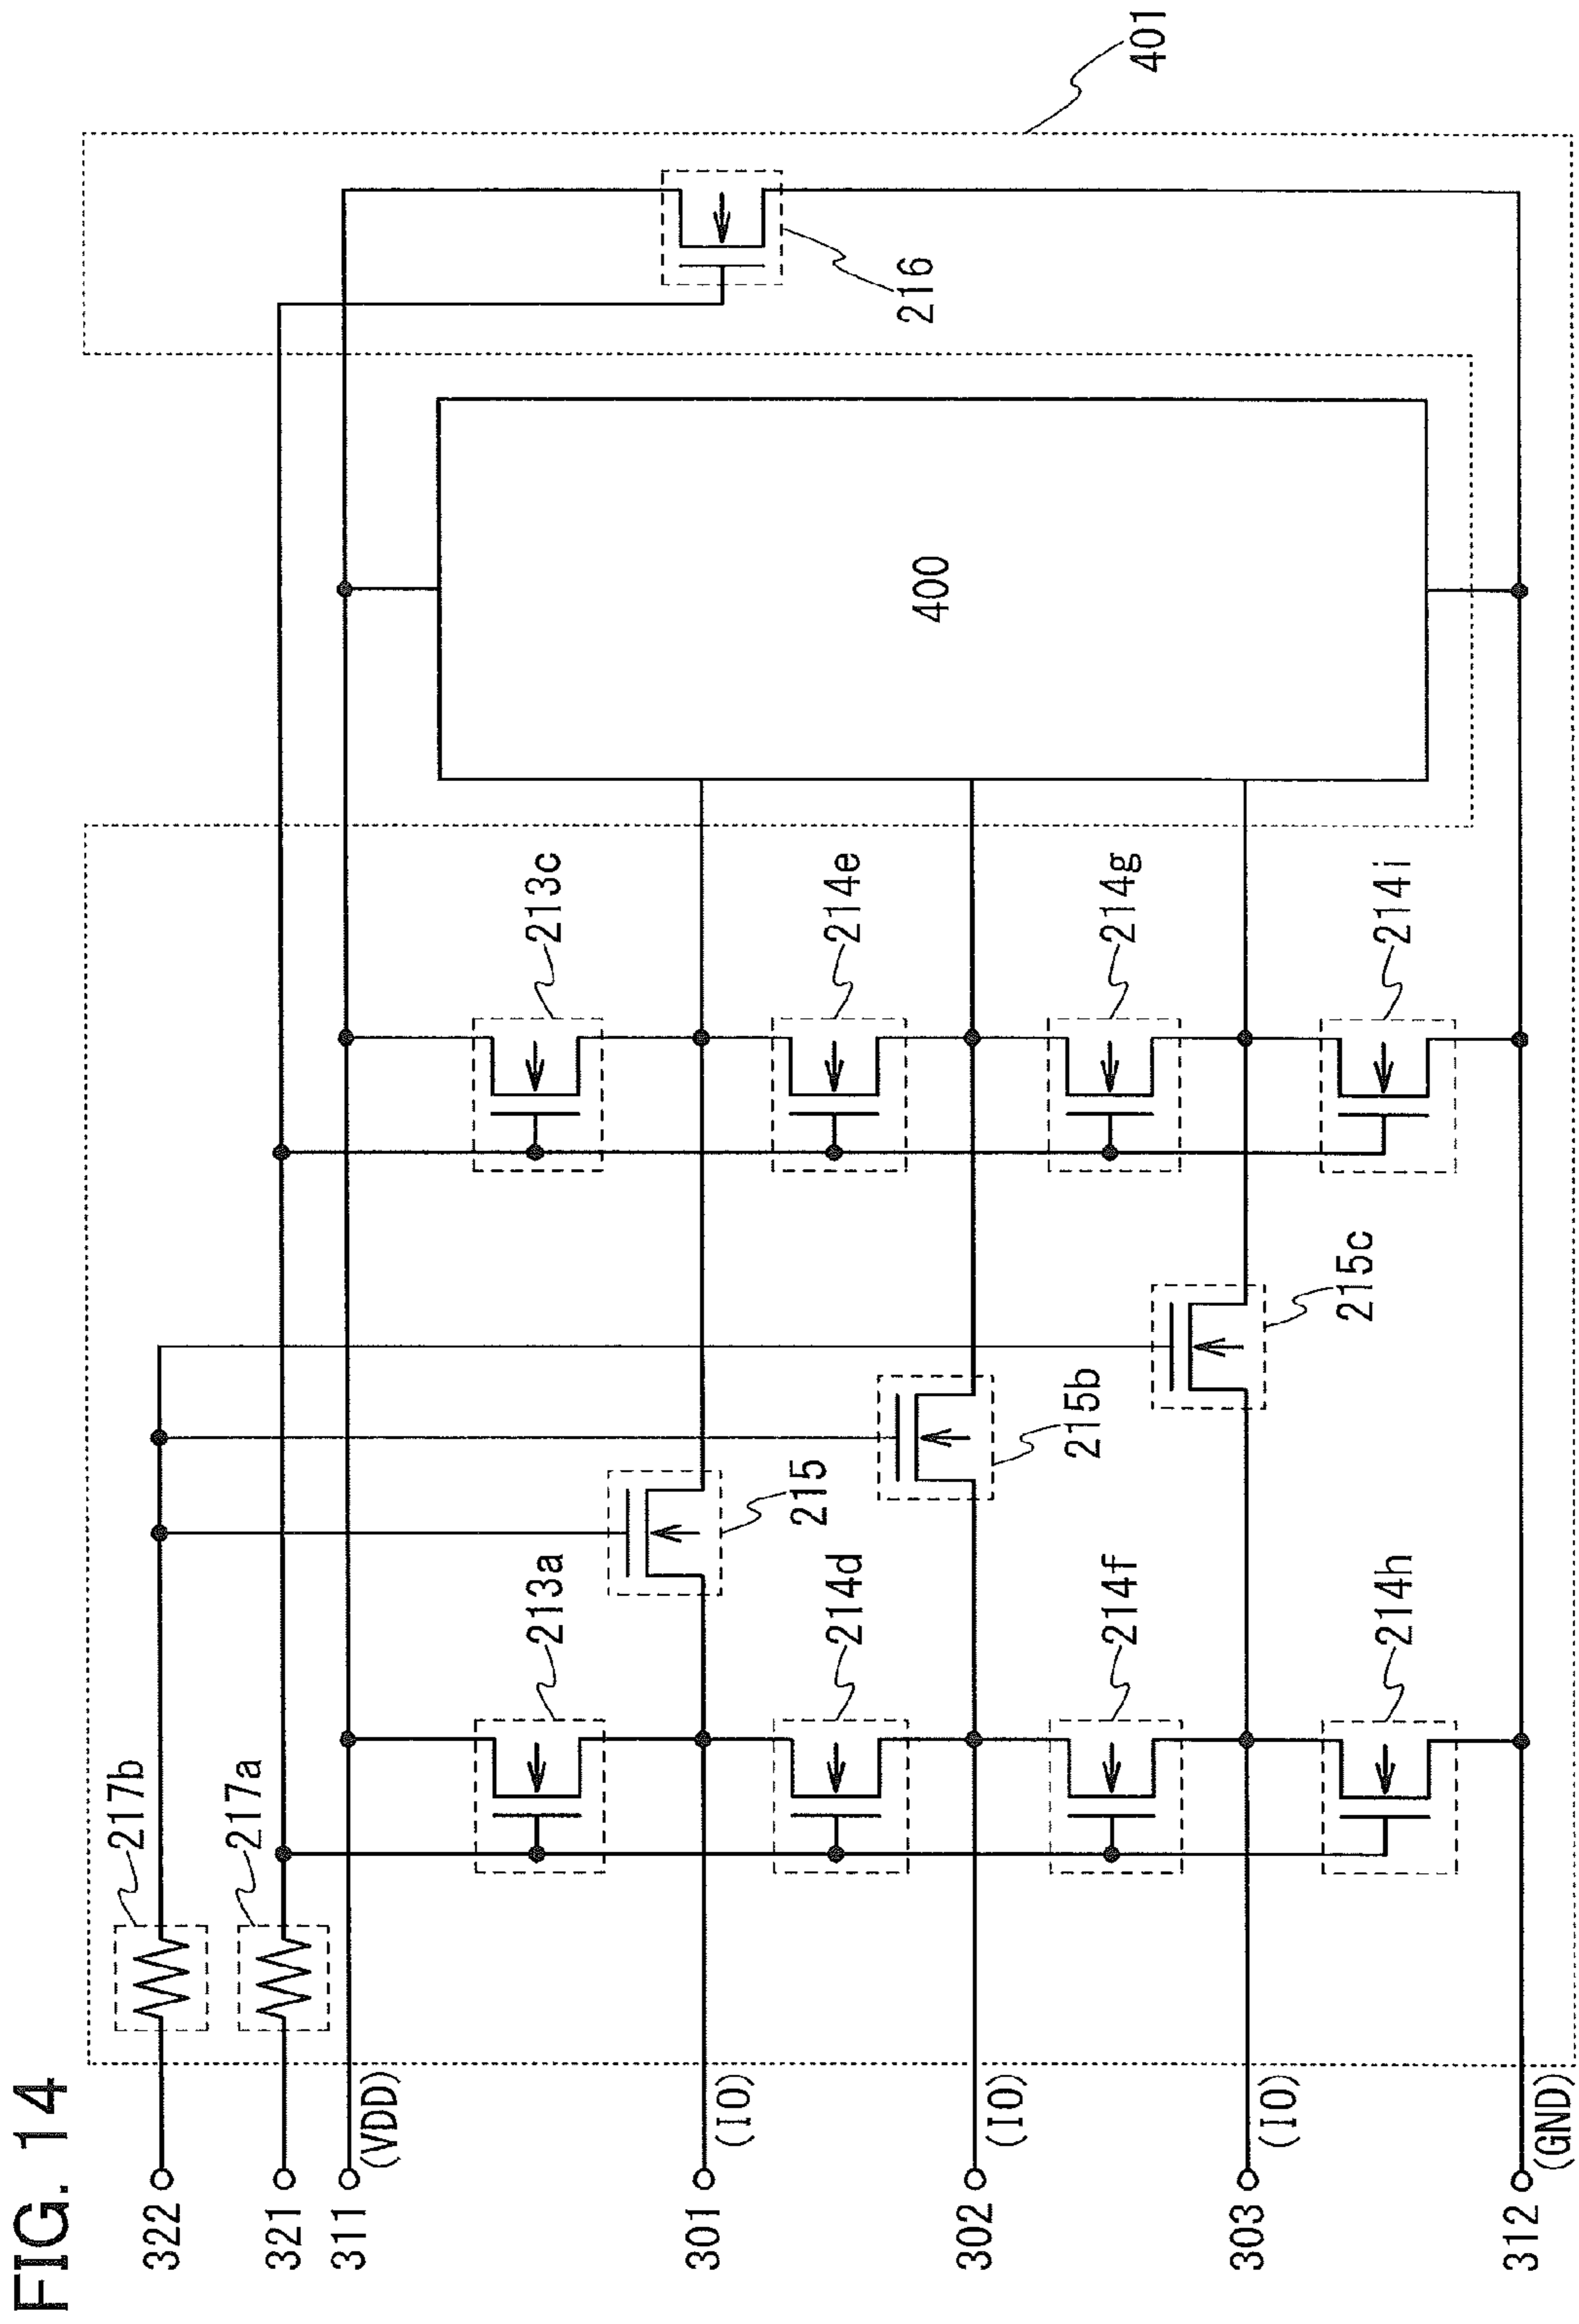 FIG. 14
322
217b
321
217a
311
(VDD)
213a
213c
216
401
301
(IO)
215
214d
214e
400
302
(IO)
215b
214f
214g
303
(IO)
215c
214h
214i
312
(GND)